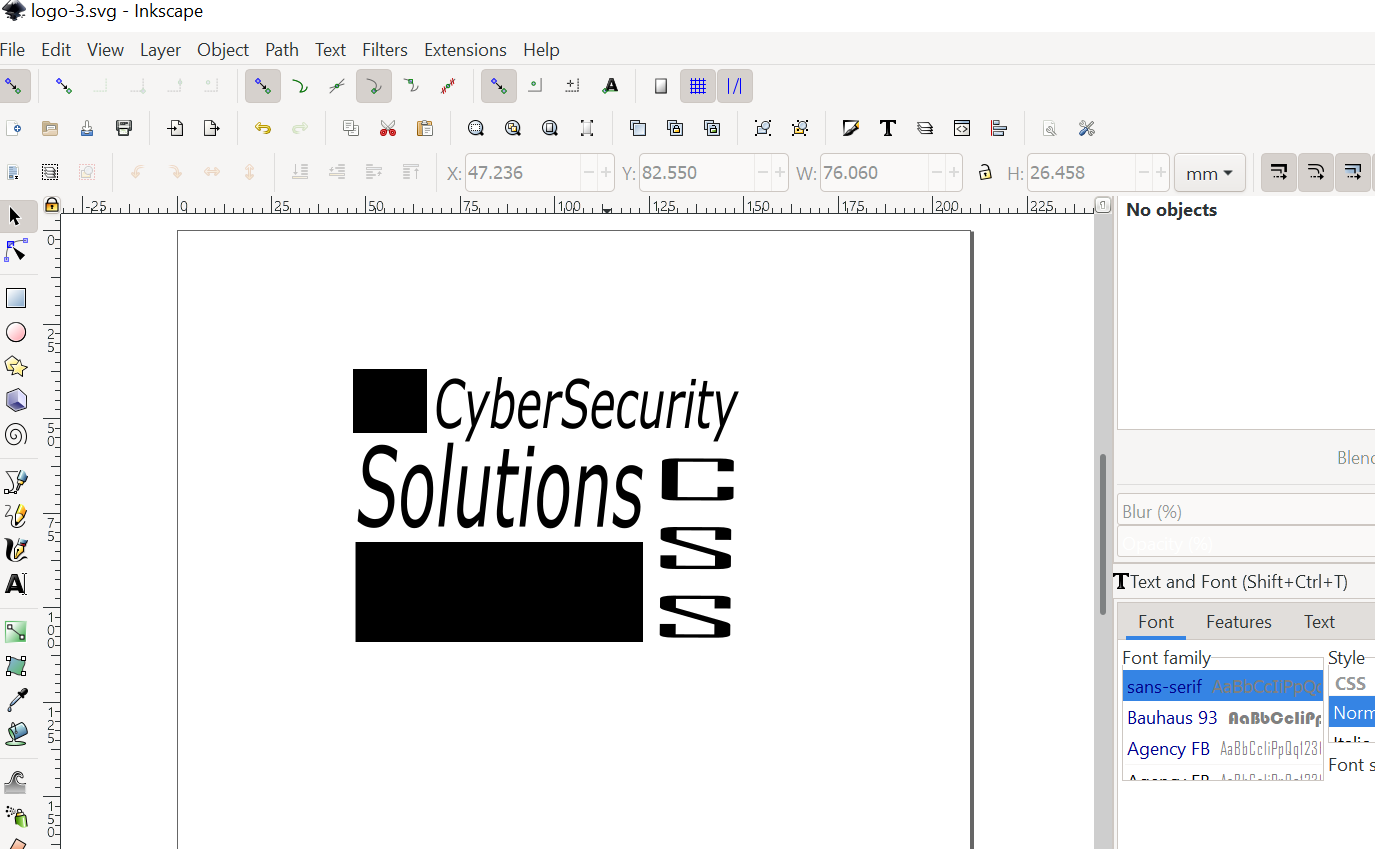 logo-3.svg - Inkscape
File Edit View Layer Object Path Text Filters Extensions Help
X: 47.236 Y: 82.550 W: 76.060 H: 26.458 mm
-25 0 25 50 75 100 125 150 175 200 225
No objects
0
25
50
75
100
125
150
CyberSecurity
Solutions
C
S
S
Blur (%)
Opacity (%)
Text and Font (Shift+Ctrl+T)
Font Features Text
Font family Style
sans-serif AaBbCcIiPpQq CSS
Bauhaus 93 AaBbCcIiPp Norm
Agency FB AaBbCcIiPpQq123
Agency FB
Font s